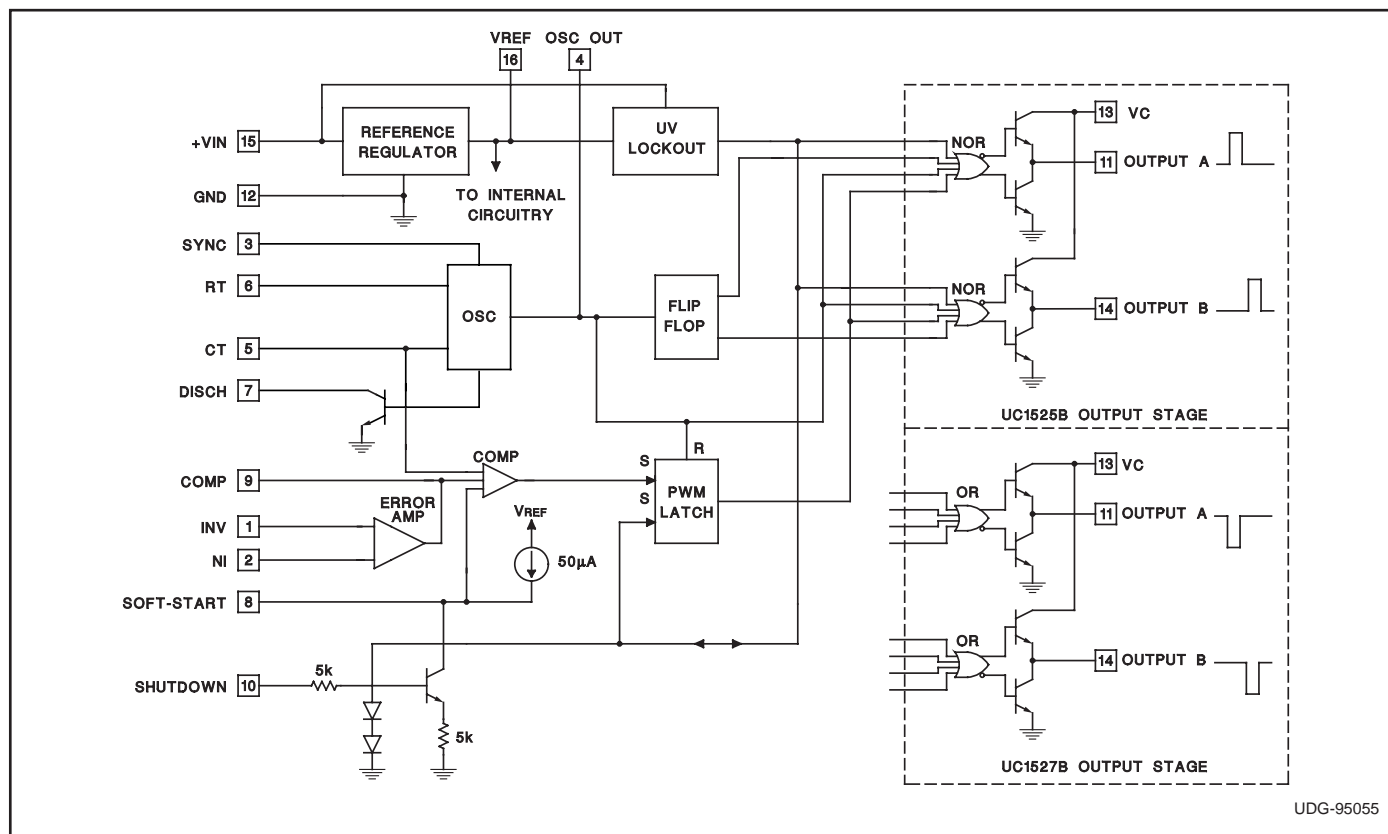 VREF OSC OUT
16
4
+VIN 15
REFERENCE
REGULATOR
UV
LOCKOUT
GND 12
TO INTERNAL
CIRCUITRY
SYNC 3
RT 6
OSC
FLIP
FLOP
CT 5
DISCH 7
COMP
R
S
S
PWM
LATCH
COMP 9
ERROR
AMP
INV 1
NI 2
VREF
50µA
SOFT-START 8
SHUTDOWN 10
5k
5k
NOR
13 VC
11 OUTPUT A
NOR
14 OUTPUT B
UC1525B OUTPUT STAGE
13 VC
OR
11 OUTPUT A
OR
14 OUTPUT B
UC1527B OUTPUT STAGE
UDG-95055